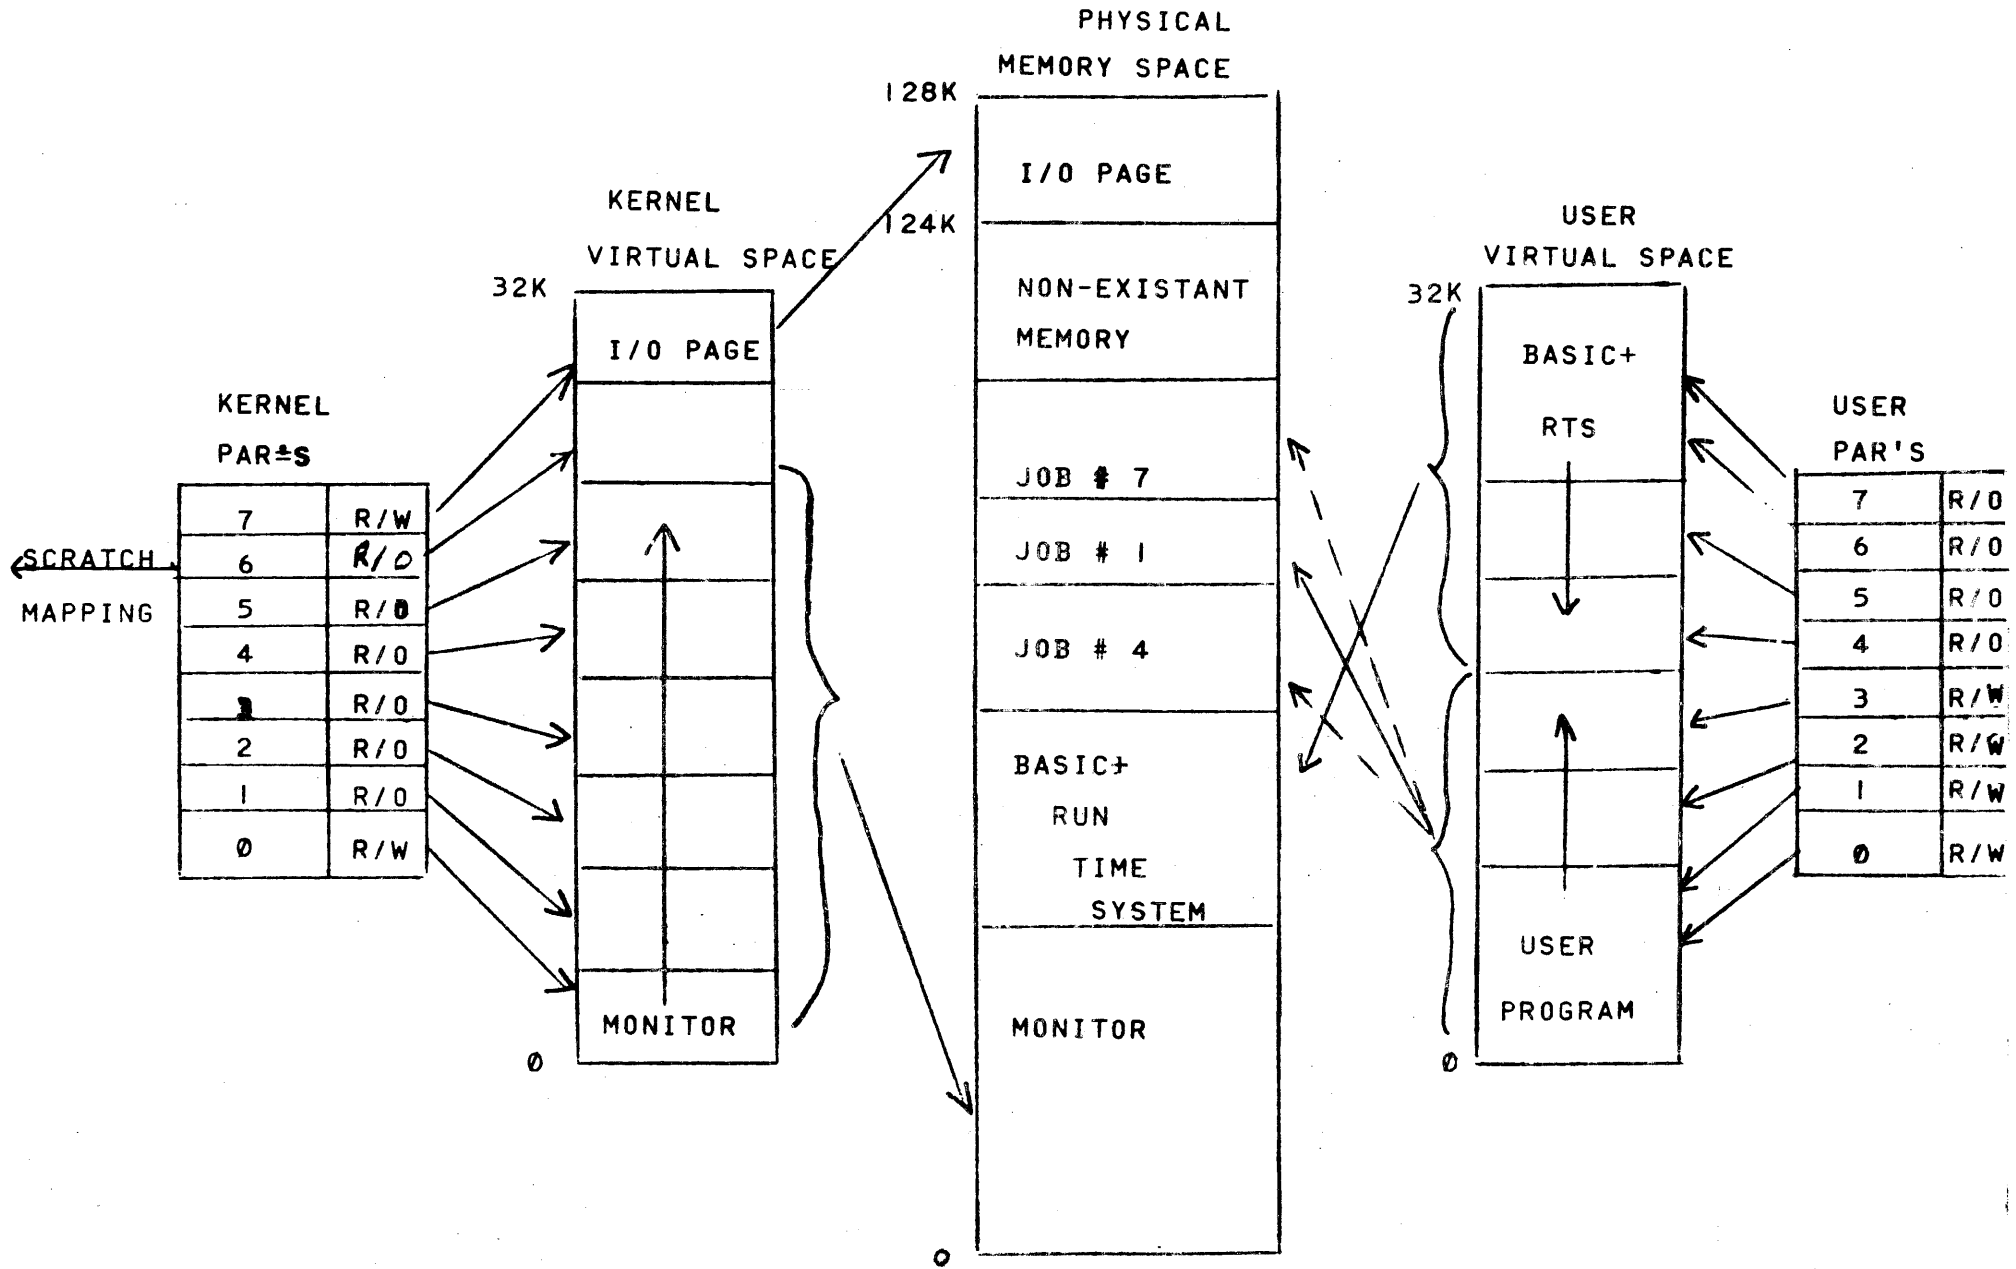 PHYSICAL
MEMORY SPACE
128K
I/O PAGE
124K
NON-EXISTANT
MEMORY
JOB # 7
JOB # 1
JOB # 4
BASIC+
RUN
TIME
SYSTEM
MONITOR
0
KERNEL
VIRTUAL SPACE
32K
I/O PAGE
MONITOR
0
KERNEL
PAR'S
7 R/W
6 R/O
5 R/O
4 R/O
3 R/O
2 R/O
1 R/O
0 R/W
SCRATCH
MAPPING
USER
VIRTUAL SPACE
32K
BASIC+
RTS
USER
PROGRAM
0
USER
PAR'S
7 R/O
6 R/O
5 R/O
4 R/O
3 R/W
2 R/W
1 R/W
0 R/W